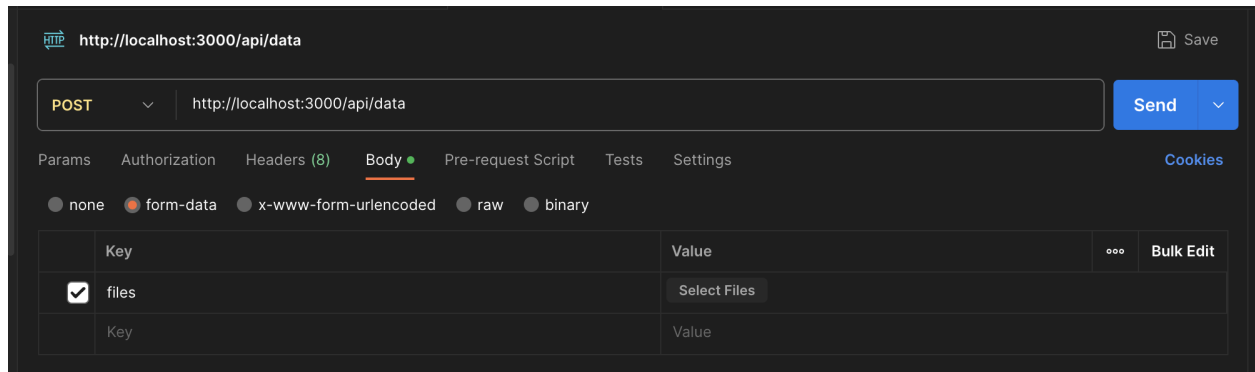 HTTP http://localhost:3000/api/data Save
POST http://localhost:3000/api/data Send
Params Authorization Headers (8) Body Pre-request Script Tests Settings Cookies
none form-data x-www-form-urlencoded raw binary
Key Value ooo Bulk Edit
files Select Files
Key Value